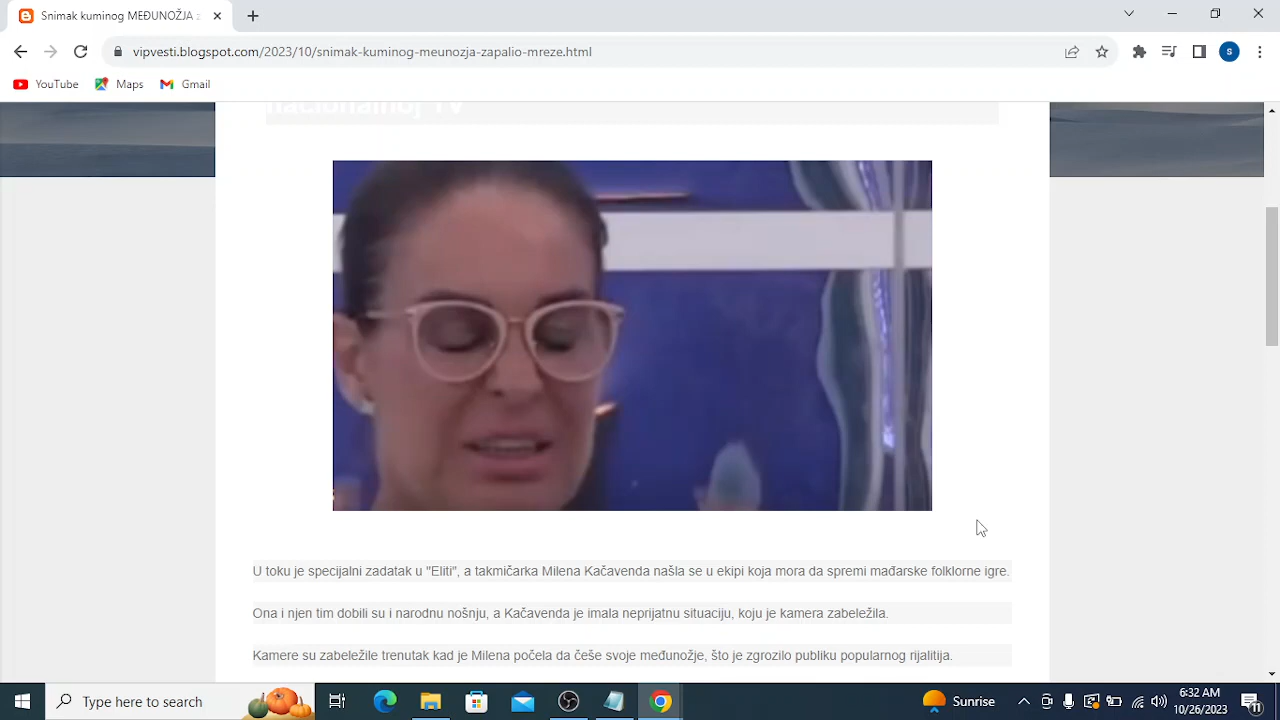 Snimak kuminog MEĐUNOŽJA z
vipvesti.blogspot.com/2023/10/snimak-kuminog-meunozja-zapalio-mreze.html
S
YouTube
Maps
Gmail
nacionalnoj TV
U toku je specijalni zadatak u "Eliti", a takmičarka Milena Kačavenda našla se u ekipi koja mora da spremi mađarske folklorne igre.
Ona i njen tim dobili su i narodnu nošnju, a Kačavenda je imala neprijatnu situaciju, koju je kamera zabeležila.
Kamere su zabeležile trenutak kad je Milena počela da češe svoje međunožje, što je zgrozilo publiku popularnog rijalitija.
Type here to search
Sunrise
6:32 AM
10/26/2023
11